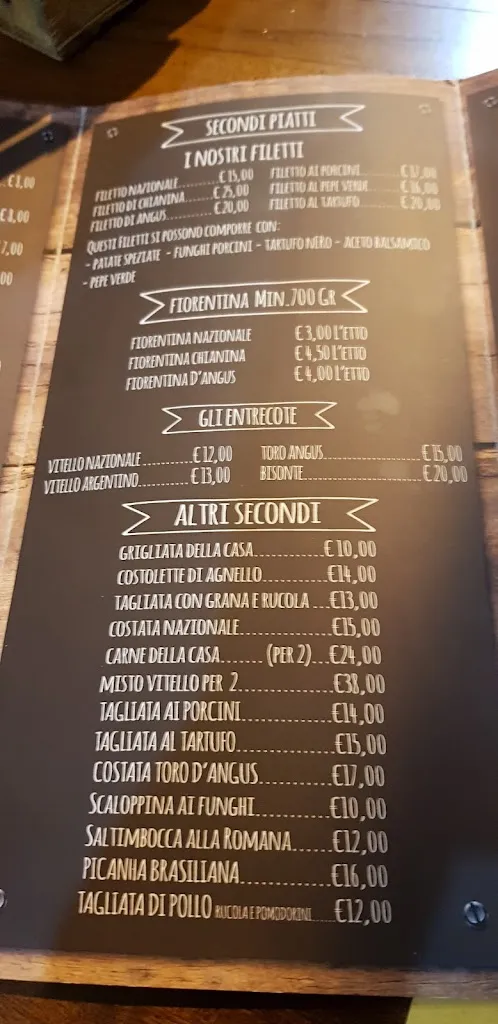 SECONDI PIATTI
I NOSTRI FILETTI
FILETTO NAZIONALE.......... € 15,00 FILETTO AI PORCINI.......... € 17,00
FILETTO DI CHIANINA.......... € 25,00 FILETTO AL PEPE VERDE...... € 16,00
FILETTO DI ANGUS............ € 20,00 FILETTO AL TARTUFO........ € 20,00
QUESTI FILETTI SI POSSONO COMPORRE CON:
- PATATE SPEZIATE - FUNGHI PORCINI - TARTUFO NERO - ACETO BALSAMICO
- PEPE VERDE
FIORENTINA MIN.700 GR
FIORENTINA NAZIONALE € 3,00 L'ETTO
FIORENTINA CHIANINA € 4,50 L'ETTO
FIORENTINA D'ANGUS € 4,00 L'ETTO
GLI ENTRECOTE
VITELLO NAZIONALE..........€ 12,00 TORO ANGUS....................€ 15,00
VITELLO ARGENTINO...........€ 13,00 BISONTE........................€ 20,00
ALTRI SECONDI
GRIGLIATA DELLA CASA............€ 10,00
COSTOLETTE DI AGNELLO...........€14,00
TAGLIATA CON GRANA E RUCOLA ...€13,00
COSTATA NAZIONALE...............€15,00
CARNE DELLA CASA....... (PER 2)...€24,00
MISTO VITELLO PER 2..............€38,00
TAGLIATA AI PORCINI..............€14,00
TAGLIATA AL TARTUFO..............€15,00
COSTATA TORO D'ANGUS...........€17,00
SCALOPPINA AI FUNGHI............€10,00
SALTIMBOCCA ALLA ROMANA......€12,00
PICANHA BRASILIANA..............€16,00
TAGLIATA DI POLLO RUCOLA E POMODORINI.....€12,00